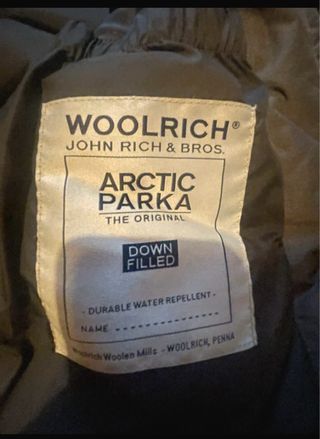 WOOLRICH®
JOHN RICH & BROS.
ARCTIC
PARKA
THE ORIGINAL
DOWN
FILLED
- DURABLE WATER REPELLENT -
NAME - - - - - - - - - - - - - -
Woolrich Woolen Mills - WOOLRICH, PENNA